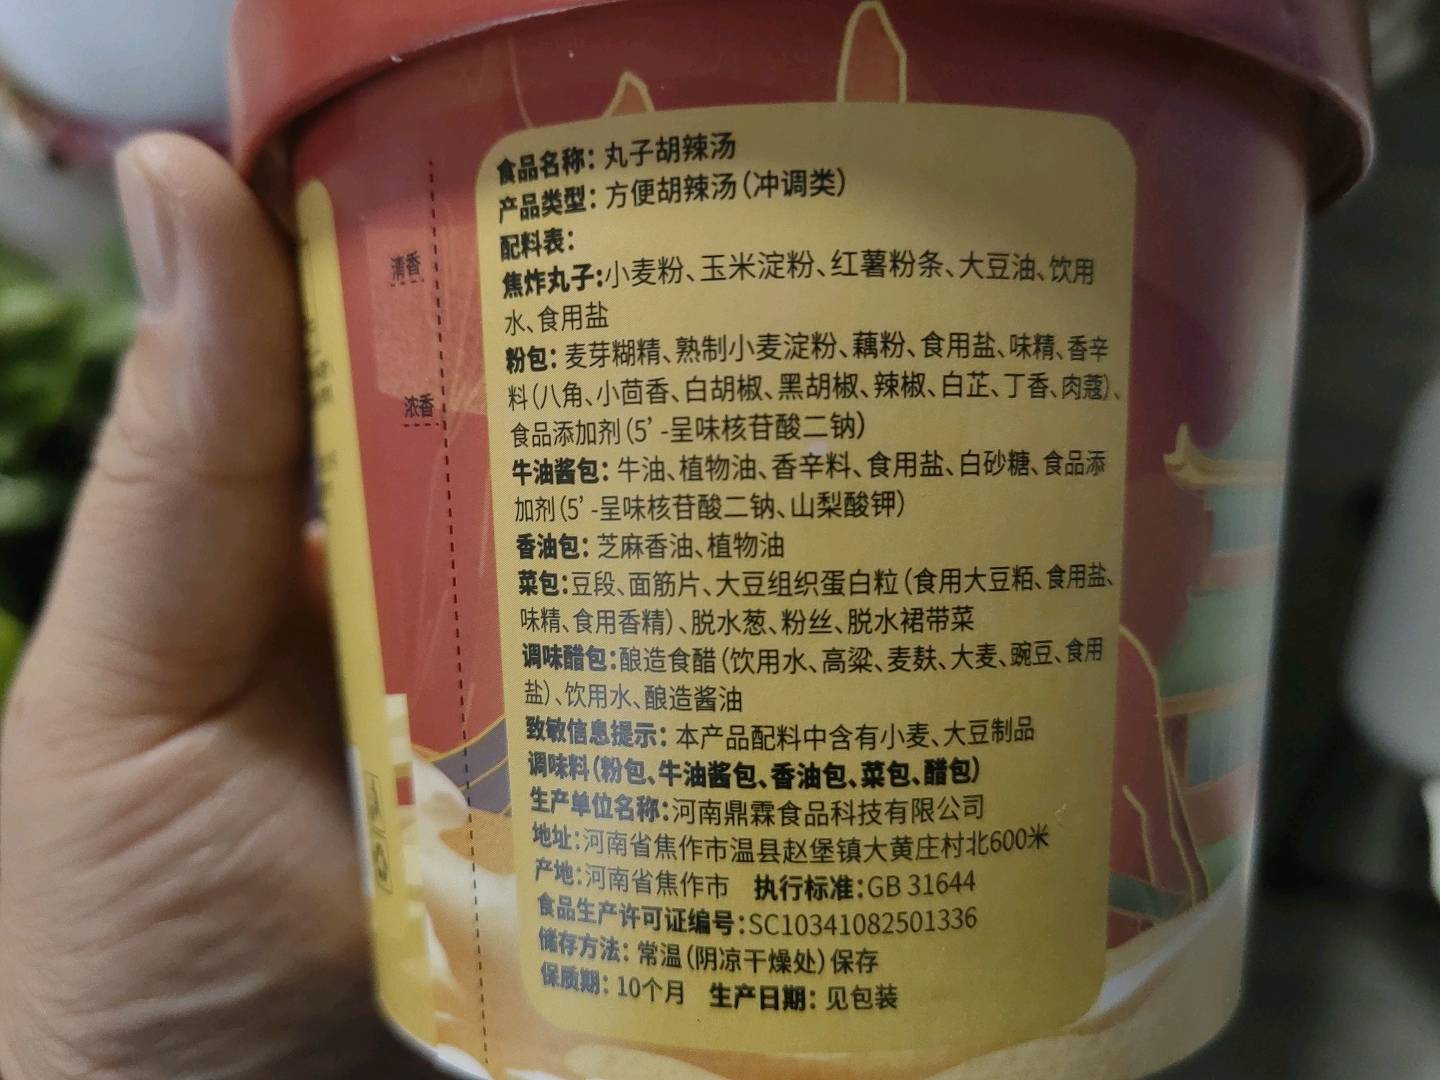 食品名称：丸子胡辣汤
产品类型：方便胡辣汤（冲调类）
配料表：
焦炸丸子:小麦粉、玉米淀粉、红薯粉条、大豆油、饮用
水、食用盐
粉包：麦芽糊精、熟制小麦淀粉、藕粉、食用盐、味精、香辛
料（八角、小茴香、白胡椒、黑胡椒、辣椒、白芷、丁香、肉蔻）、
食品添加剂（5’-呈味核苷酸二钠）
牛油酱包：牛油、植物油、香辛料、食用盐、白砂糖、食品添
加剂（5’-呈味核苷酸二钠、山梨酸钾）
香油包：芝麻香油、植物油
菜包:豆段、面筋片、大豆组织蛋白粒（食用大豆粕、食用盐、
味精、食用香精）、脱水葱、粉丝、脱水裙带菜
调味醋包:酿造食醋（饮用水、高粱、麦麸、大麦、豌豆、食用
盐）、饮用水、酿造酱油
致敏信息提示：本产品配料中含有小麦、大豆制品
调味料（粉包、牛油酱包、香油包、菜包、醋包）
生产单位名称:河南鼎霖食品科技有限公司
地址:河南省焦作市温县赵堡镇大黄庄村北600米
产地:河南省焦作市 执行标准:GB 31644
食品生产许可证编号:SC10341082501336
储存方法：常温（阴凉干燥处）保存
保质期：10个月 生产日期：见包装
清香
浓香